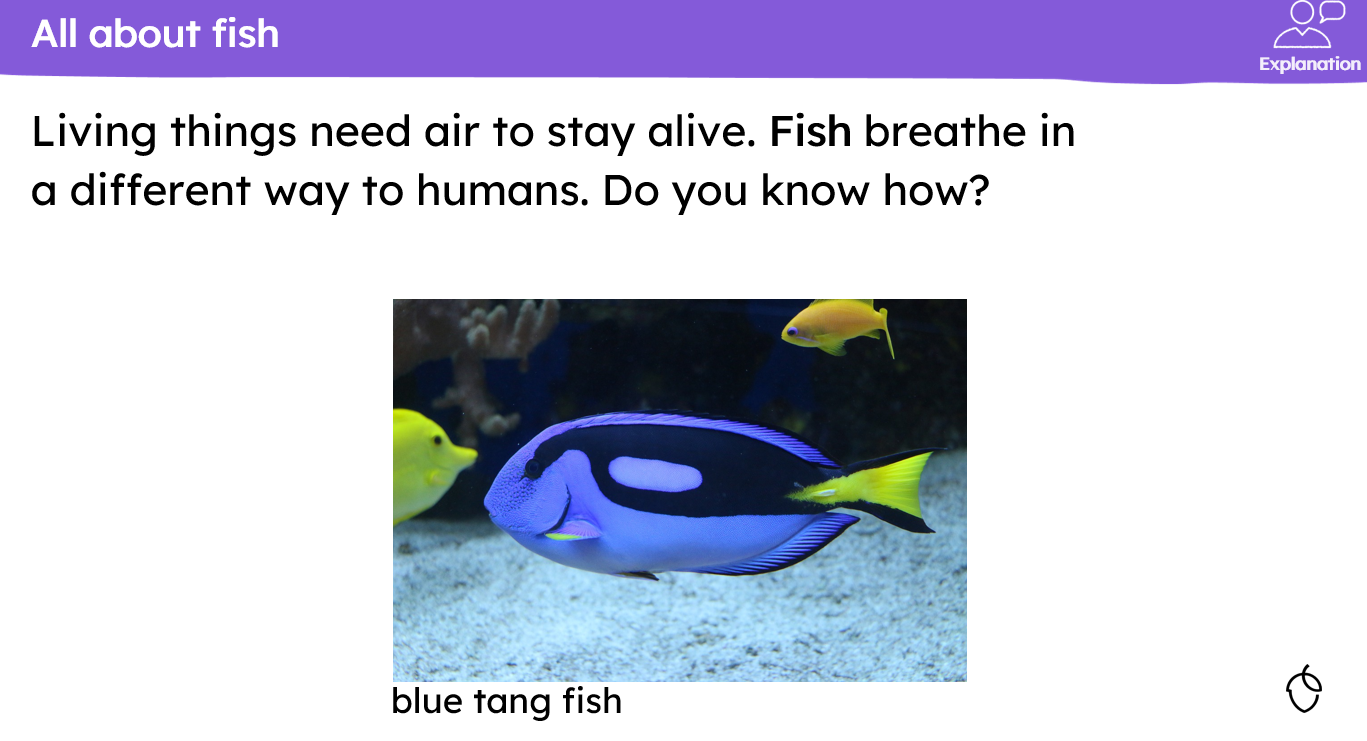 All about fish
Explanation
Living things need air to stay alive. Fish breathe in
a different way to humans. Do you know how?
blue tang fish